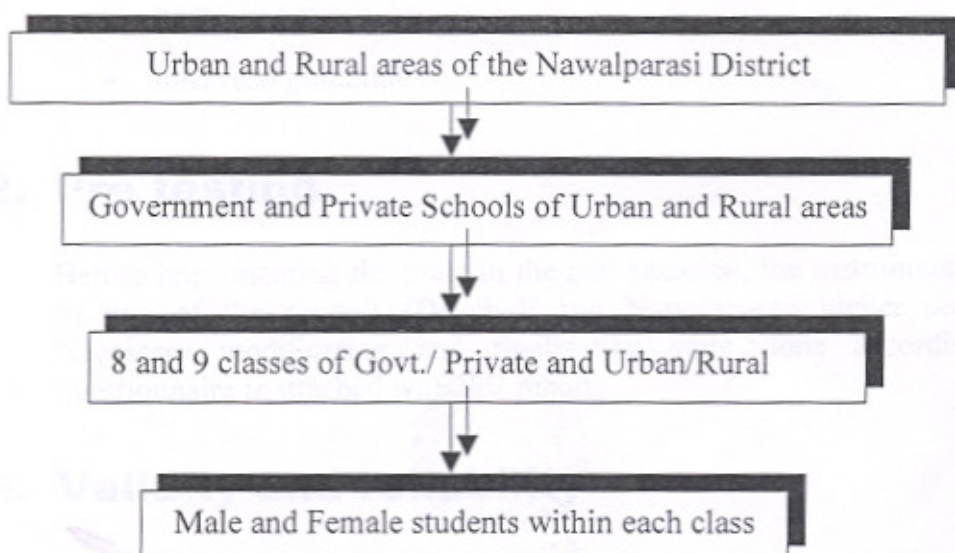 Urban and Rural areas of the Nawalparasi District
Government and Private Schools of Urban and Rural areas
8 and 9 classes of Govt./ Private and Urban/Rural
Male and Female students within each class